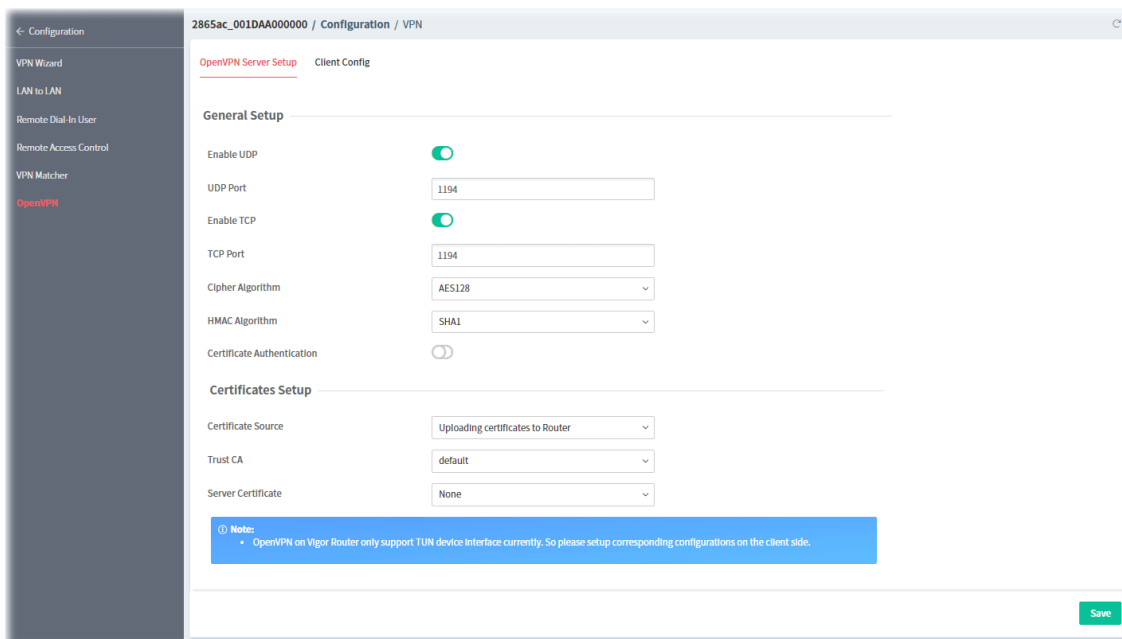 ← Configuration
2865ac_001DAA000000 / Configuration / VPN
VPN Wizard
LAN to LAN
Remote Dial-In User
Remote Access Control
VPN Matcher
OpenVPN
OpenVPN Server Setup Client Config
General Setup
Enable UDP
UDP Port 1194
Enable TCP
TCP Port 1194
Cipher Algorithm AES128
HMAC Algorithm SHA1
Certificate Authentication
Certificates Setup
Certificate Source Uploading certificates to Router
Trust CA default
Server Certificate None
Note:
• OpenVPN on Vigor Router only support TUN device interface currently. So please setup corresponding configurations on the client side.
Save